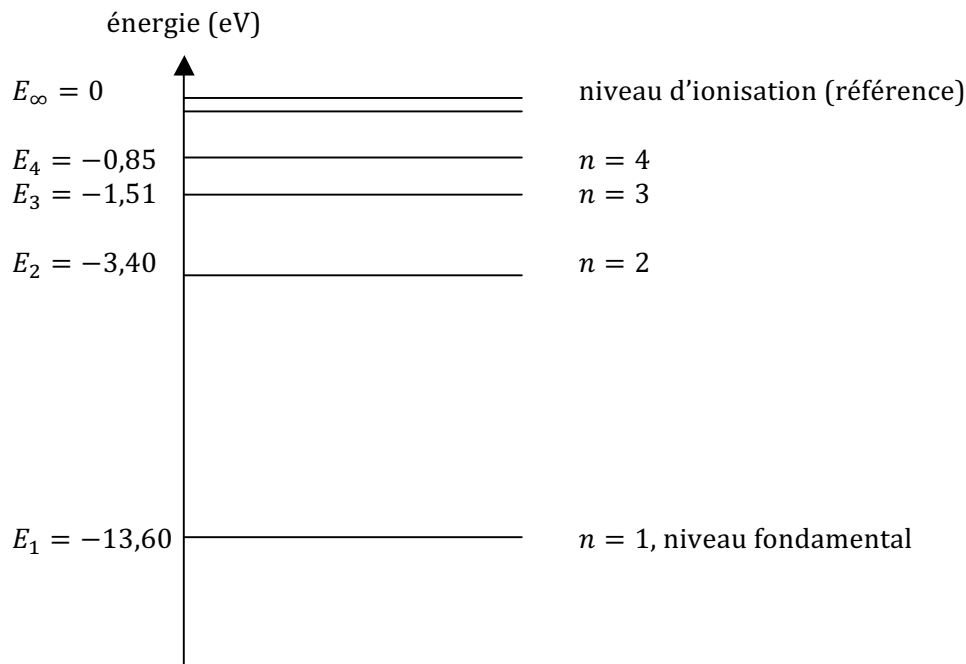 énergie (eV)
E∞ = 0 niveau d’ionisation (référence)
E₄ = −0,85 n = 4
E₃ = −1,51 n = 3
E₂ = −3,40 n = 2
E₁ = −13,60 n = 1, niveau fondamental